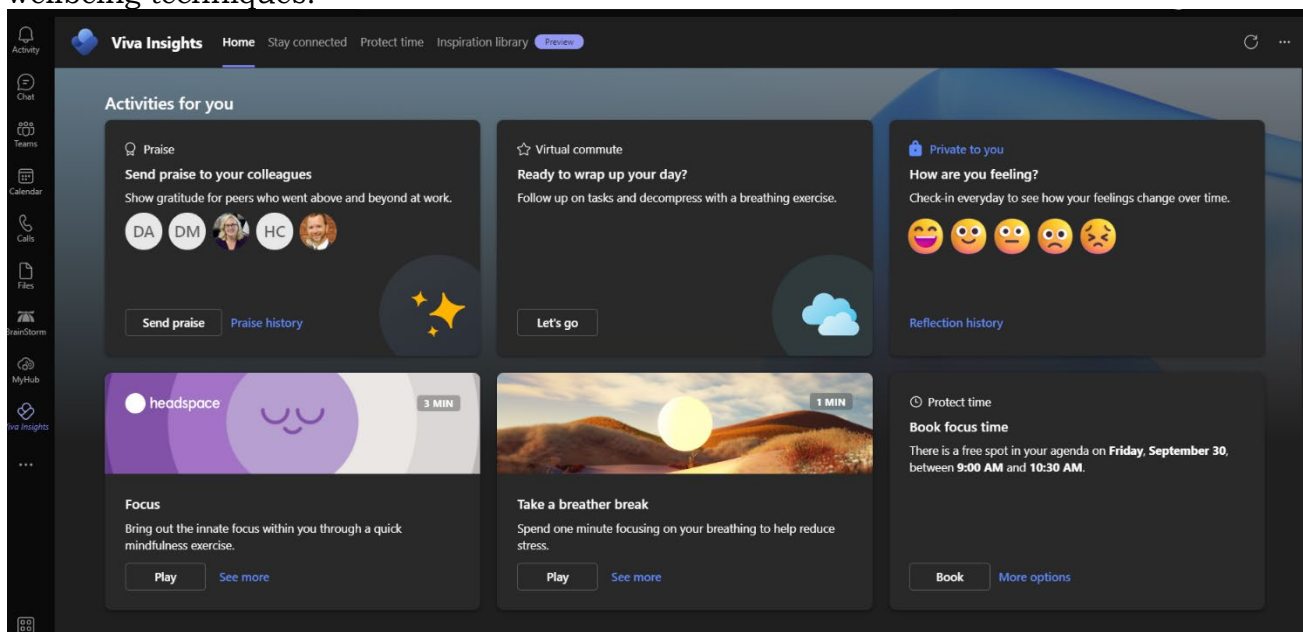 wellbeing techniques.
Activity
Chat
Teams
Calendar
Calls
Files
BrainStorm
MyHub
Viva Insights
Viva Insights Home Stay connected Protect time Inspiration library Preview
Activities for you
Praise
Send praise to your colleagues
Show gratitude for peers who went above and beyond at work.
DA DM HC
Send praise Praise history
Virtual commute
Ready to wrap up your day?
Follow up on tasks and decompress with a breathing exercise.
Let's go
Private to you
How are you feeling?
Check-in everyday to see how your feelings change over time.
Reflection history
headspace 3 MIN
Focus
Bring out the innate focus within you through a quick
mindfulness exercise.
Play See more
1 MIN
Take a breather break
Spend one minute focusing on your breathing to help reduce
stress.
Play See more
Protect time
Book focus time
There is a free spot in your agenda on Friday, September 30,
between 9:00 AM and 10:30 AM.
Book More options